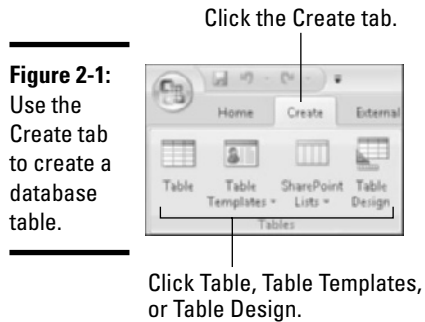 Click the Create tab.
Figure 2-1:
Use the
Create tab
to create a
database
table.
Home Create External
Table Table Templates SharePoint Lists Table Design
Tables
Click Table, Table Templates,
or Table Design.